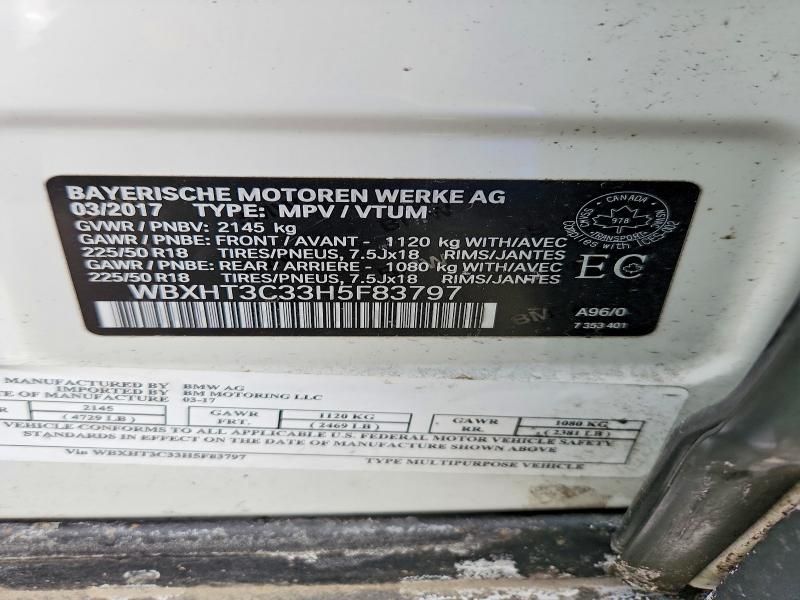 BAYERISCHE MOTOREN WERKE AG
03/2017 TYPE: MPV / VTUM
GVWR / PNBV: 2145 kg
GAWR / PNBE: FRONT / AVANT - 1120 kg WITH/AVEC
225/50 R18 TIRES/PNEUS, 7.5Jx18 RIMS/JANTES
GAWR / PNBE: REAR / ARRIERE - 1080 kg WITH/AVEC
225/50 R18 TIRES/PNEUS, 7.5Jx18 RIMS/JANTES
WBXHT3C33H5F83797
CANADA
978
TRANSPORT
EC
A96/0
7 353 401
MANUFACTURED BY BMW AG
IMPORTED BY BM MOTORING LLC
OF MANUFACTURE 03-17
2145
(4729 LB)
GAWR
FRT.
1120 KG
(2469 LB)
GAWR
RR.
1080 KG
(2381 LB)
VEHICLE CONFORMS TO ALL APPLICABLE U.S. FEDERAL MOTOR VEHICLE SAFETY
STANDARDS IN EFFECT ON THE DATE OF MANUFACTURE SHOWN ABOVE
Vin WBXHT3C33H5F83797
TYPE MULTIPURPOSE VEHICLE